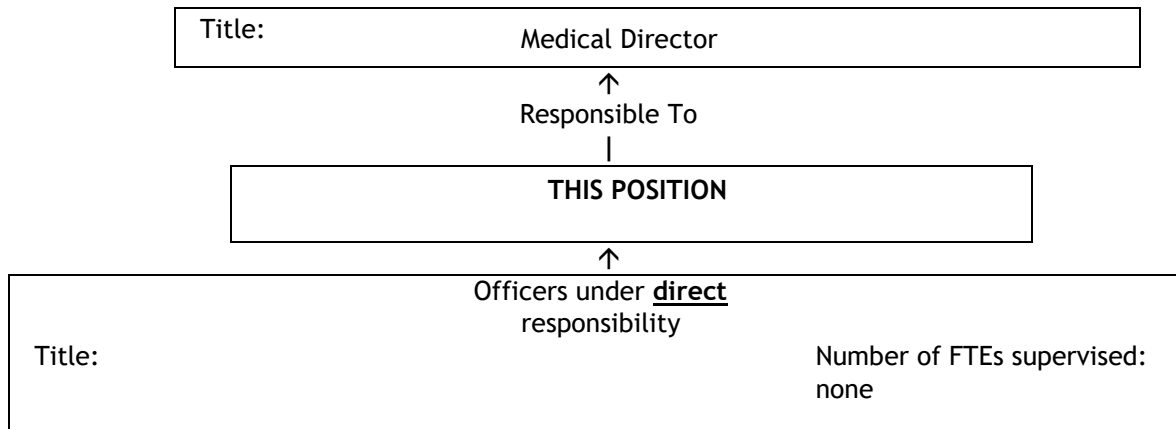 Title: Medical Director
↑
Responsible To
|
THIS POSITION
↑
Officers under direct
responsibility
Title: Number of FTEs supervised:
none